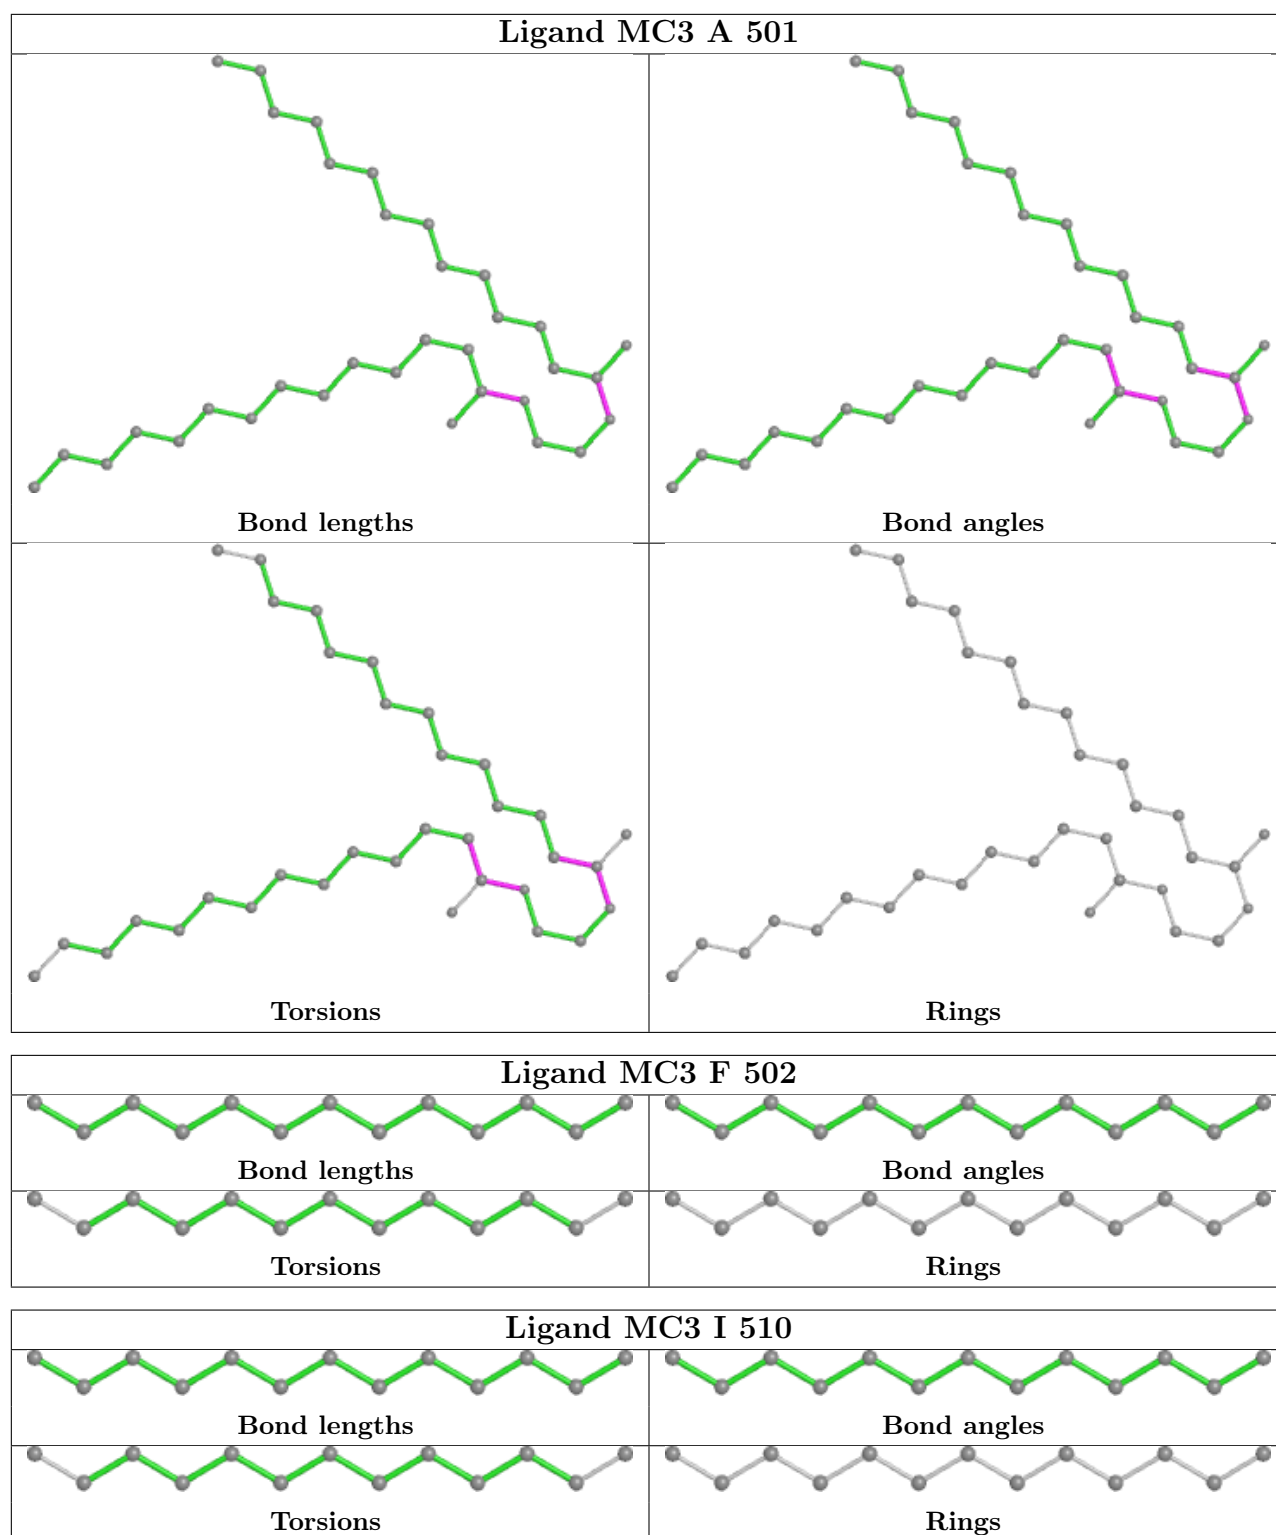 Ligand MC3 A 501
Bond lengths
Bond angles
Torsions
Rings
Ligand MC3 F 502
Bond lengths
Bond angles
Torsions
Rings
Ligand MC3 I 510
Bond lengths
Bond angles
Torsions
Rings